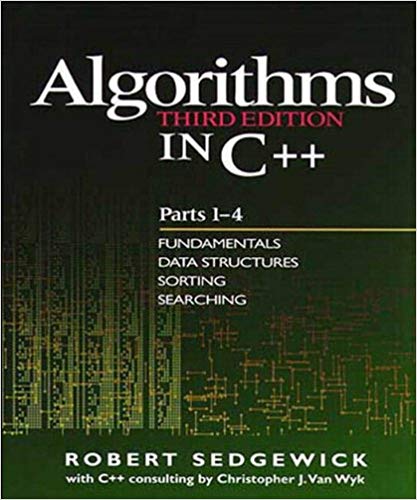 Algorithms
THIRD EDITION
IN C++
Parts 1–4
FUNDAMENTALS
DATA STRUCTURES
SORTING
SEARCHING
ROBERT SEDGEWICK
with C++ consulting by Christopher J. Van Wyk